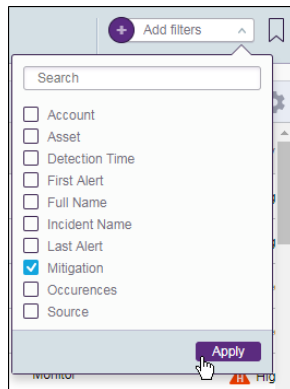 Add filters
Search
Account
Asset
Detection Time
First Alert
Full Name
Incident Name
Last Alert
Mitigation
Occurences
Source
Apply
Monitor
Hig